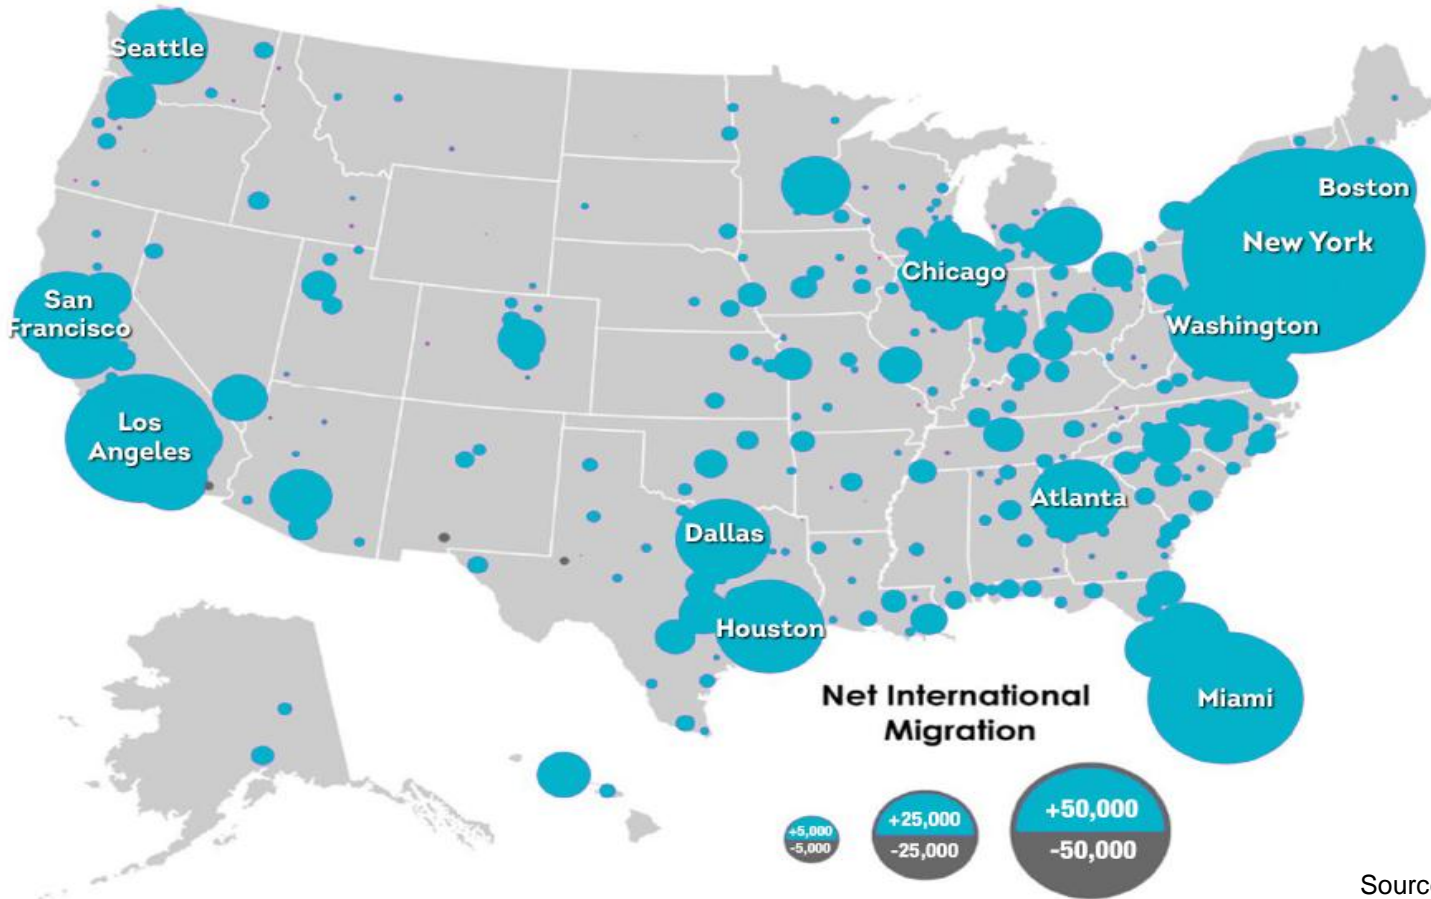 Seattle
Boston
New York
Chicago
San
Francisco
Washington
Los
Angeles
Atlanta
Dallas
Houston
Miami
Net International
Migration
+5,000
-5,000
+25,000
-25,000
+50,000
-50,000